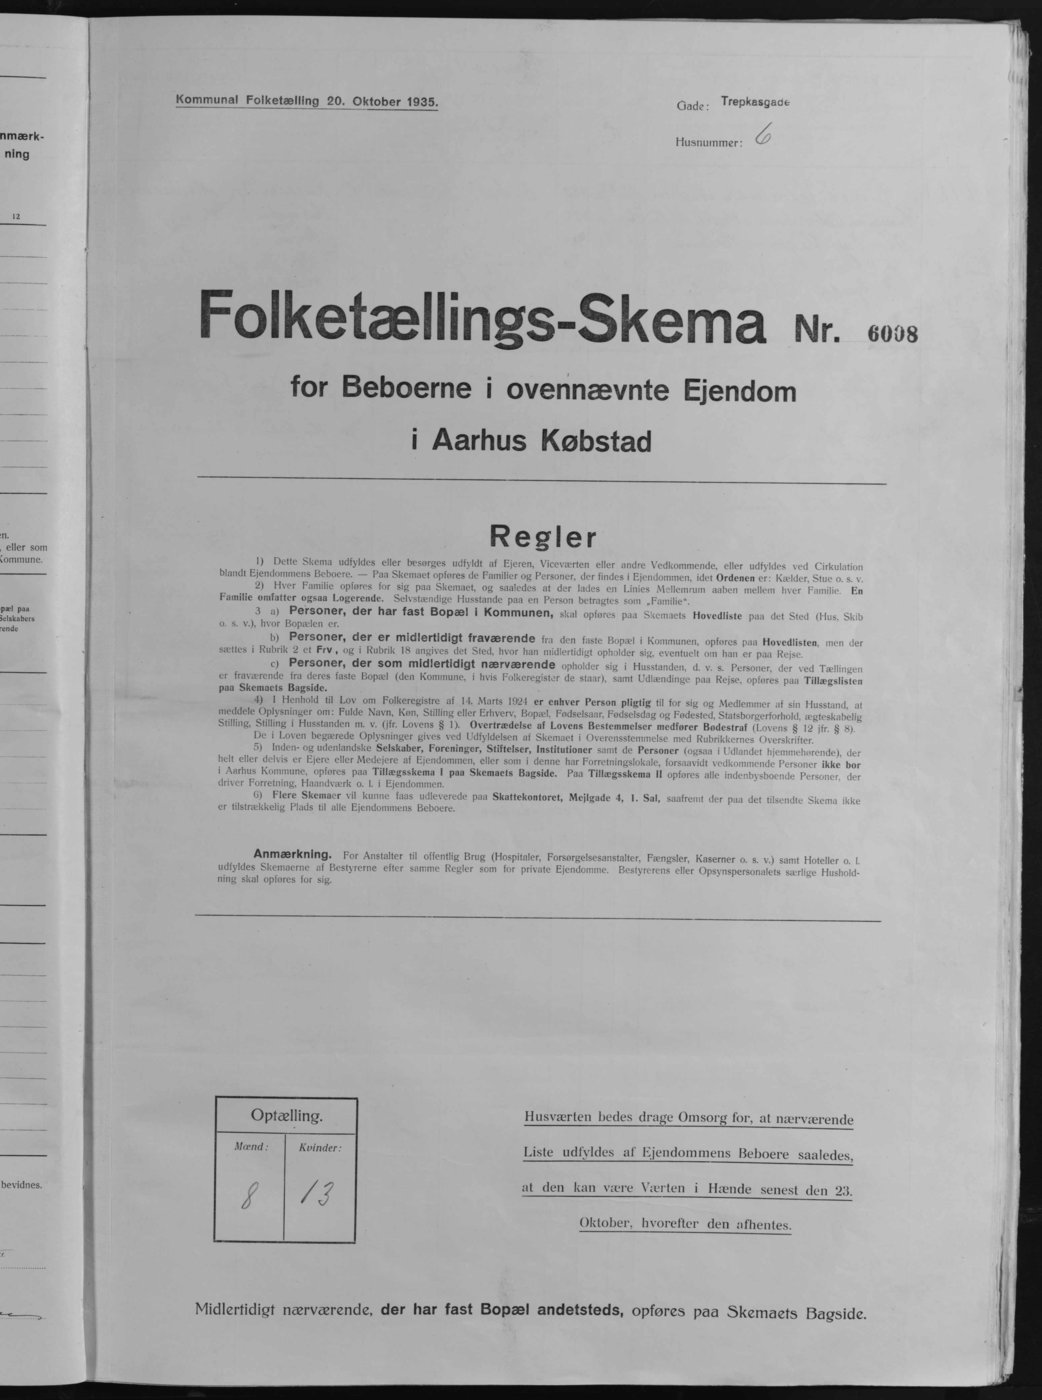 nmærk-
ning
12
en.
, eller som
Kommune.
pæl paa
Selskabers
rende
bevidnes.
Kommunal Folketælling 20. Oktober 1935.
Gade: Trepkasgade
Husnummer: 6
Folketællings-Skema Nr. 6008
for Beboerne i ovennævnte Ejendom
i Aarhus Købstad
Regler
1) Dette Skema udfyldes eller besørges udfyldt af Ejeren, Viceværten eller andre Vedkommende, eller udfyldes ved Cirkulation
blandt Ejendommens Beboere. — Paa Skemaet opføres de Familier og Personer, der findes i Ejendommen, idet Ordenen er: Kælder, Stue o. s. v.
2) Hver Familie opføres for sig paa Skemaet, og saaledes at der lades en Linies Mellemrum aaben mellem hver Familie. En
Familie omfatter ogsaa Logerende. Selvstændige Husstande paa en Person betragtes som „Familie“.
3 a) Personer, der har fast Bopæl i Kommunen, skal opføres paa Skemaets Hovedliste paa det Sted (Hus, Skib
o. s. v.), hvor Bopælen er.
b) Personer, der er midlertidigt fraværende fra den faste Bopæl i Kommunen, opføres paa Hovedlisten, men der
sættes i Rubrik 2 et Frv, og i Rubrik 18 angives det Sted, hvor han midlertidigt opholder sig, eventuelt om han er paa Rejse.
c) Personer, der som midlertidigt nærværende opholder sig i Husstanden, d. v. s. Personer, der ved Tællingen
er fraværende fra deres faste Bopæl (den Kommune, i hvis Folkeregister de staar), samt Udlændinge paa Rejse, opføres paa Tillægslisten
paa Skemaets Bagside.
4) I Henhold til Lov om Folkeregistre af 14. Marts 1924 er enhver Person pligtig til for sig og Medlemmer af sin Husstand, at
meddele Oplysninger om: Fulde Navn, Køn, Stilling eller Erhverv, Bopæl, Fødselsaar, Fødselsdag og Fødested, Statsborgerforhold, ægteskabelig
Stilling, Stilling i Husstanden m. v. (jfr. Lovens § 1). Overtrædelse af Lovens Bestemmelser medfører Bødestraf (Lovens § 12 jfr. § 8).
De i Loven begærede Oplysninger gives ved Udfyldelsen af Skemaet i Overensstemmelse med Rubrikkernes Overskrifter.
5) Inden- og udenlandske Selskaber, Foreninger, Stiftelser, Institutioner samt de Personer (ogsaa i Udlandet hjemmehørende), der
helt eller delvis er Ejere eller Medejere af Ejendommen, eller som i denne har Forretningslokale, forsaavidt vedkommende Personer ikke bor
i Aarhus Kommune, opføres paa Tillægsskema I paa Skemaets Bagside. Paa Tillægsskema II opføres alle indenbysboende Personer, der
driver Forretning, Haandværk o. l. i Ejendommen.
6) Flere Skemaer vil kunne faas udleverede paa Skattekontoret, Mejlgade 4, 1. Sal, saafremt der paa det tilsendte Skema ikke
er tilstrækkelig Plads til alle Ejendommens Beboere.
Anmærkning. For Anstalter til offentlig Brug (Hospitaler, Forsørgelsesanstalter, Fængsler, Kaserner o. s. v.) samt Hoteller o. l.
udfyldes Skemaerne af Bestyrerne efter samme Regler som for private Ejendomme. Bestyrerens eller Opsynspersonalets særlige Hushold-
ning skal opføres for sig.
Optælling.
Mænd: Kvinder:
8 13
Husværten bedes drage Omsorg for, at nærværende
Liste udfyldes af Ejendommens Beboere saaledes,
at den kan være Værten i Hænde senest den 23.
Oktober, hvorefter den afhentes.
Midlertidigt nærværende, der har fast Bopæl andetsteds, opføres paa Skemaets Bagside.